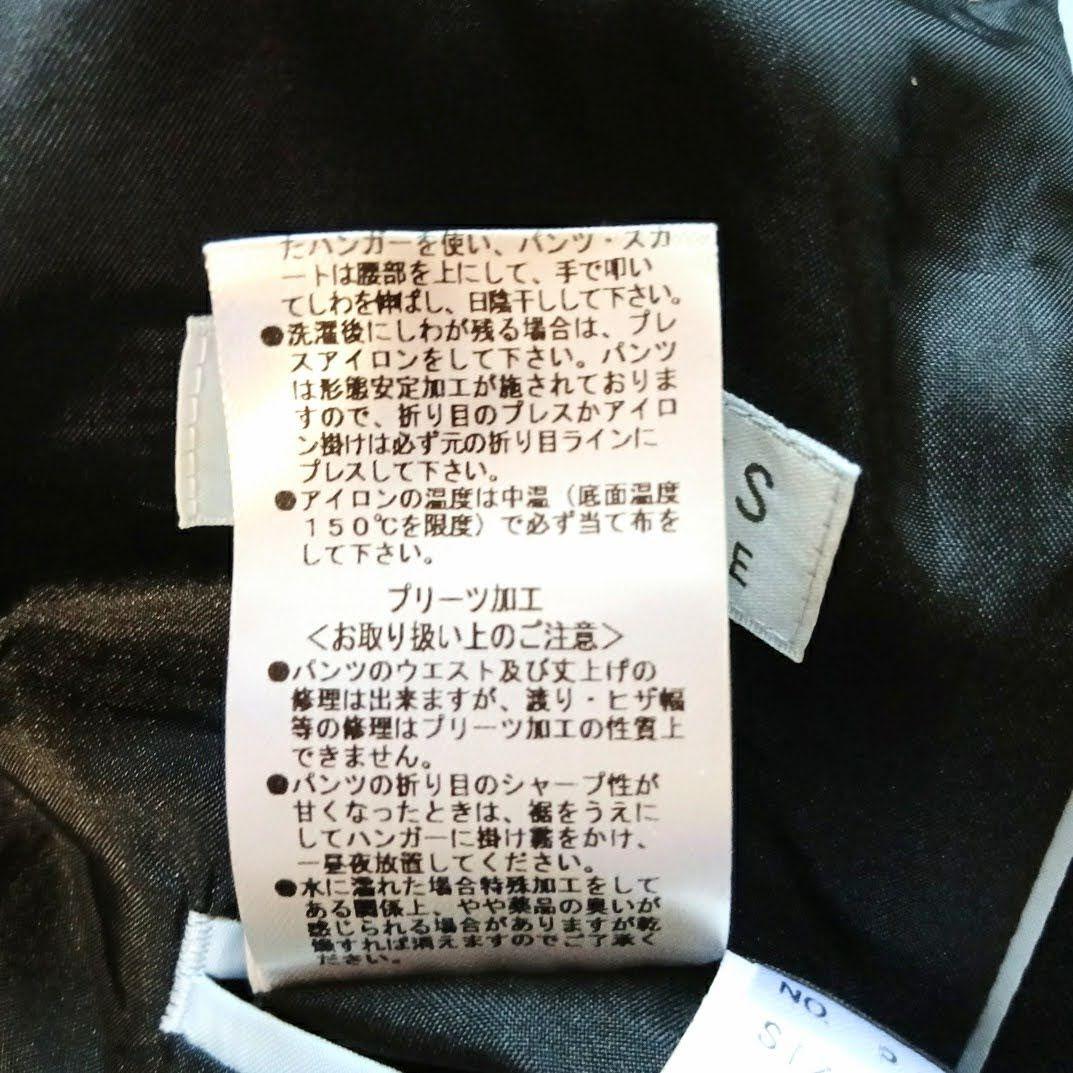 たハンガーを使い、パンツ・スカ
ートは腰部を上にして、手で叩い
てしわを伸ばし、日陰干しして下さい。
●洗濯後にしわが残る場合は、プレ
スアイロンをして下さい。パンツ
は形態安定加工が施されておりま
すので、折り目のプレスかアイロ
ン掛けは必ず元の折り目ラインに
プレスして下さい。
●アイロンの温度は中温（底面温度
150℃を限度）で必ず当て布を
して下さい。
プリーツ加工
<お取り扱い上のご注意>
●パンツのウエスト及び丈上げの
修理は出来ますが、渡り・ヒザ幅
等の修理はプリーツ加工の性質上
できません。
●パンツの折り目のシャープ性が
甘くなったときは、裾をうえに
してハンガーに掛け霧をかけ、
一昼夜放置してください。
●水に濡れた場合特殊加工をして
ある関係上、やや薬品の臭いが
感じられる場合がありますが乾
燥すれば消えますのでご了承く
ださい。
S
E
NO. P